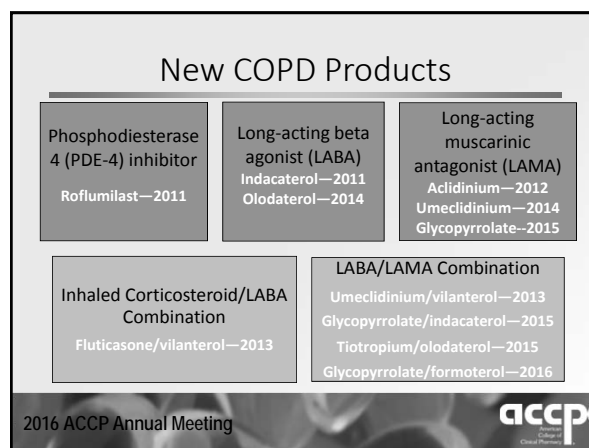 New COPD Products
Phosphodiesterase
4 (PDE-4) inhibitor
Roflumilast—2011
Long-acting beta
agonist (LABA)
Indacaterol—2011
Olodaterol—2014
Long-acting
muscarinic
antagonist (LAMA)
Aclidinium—2012
Umeclidinium—2014
Glycopyrrolate--2015
Inhaled Corticosteroid/LABA
Combination
Fluticasone/vilanterol—2013
LABA/LAMA Combination
Umeclidinium/vilanterol—2013
Glycopyrrolate/indacaterol—2015
Tiotropium/olodaterol—2015
Glycopyrrolate/formoterol—2016
2016 ACCP Annual Meeting
accp
American
College of
Clinical Pharmacy